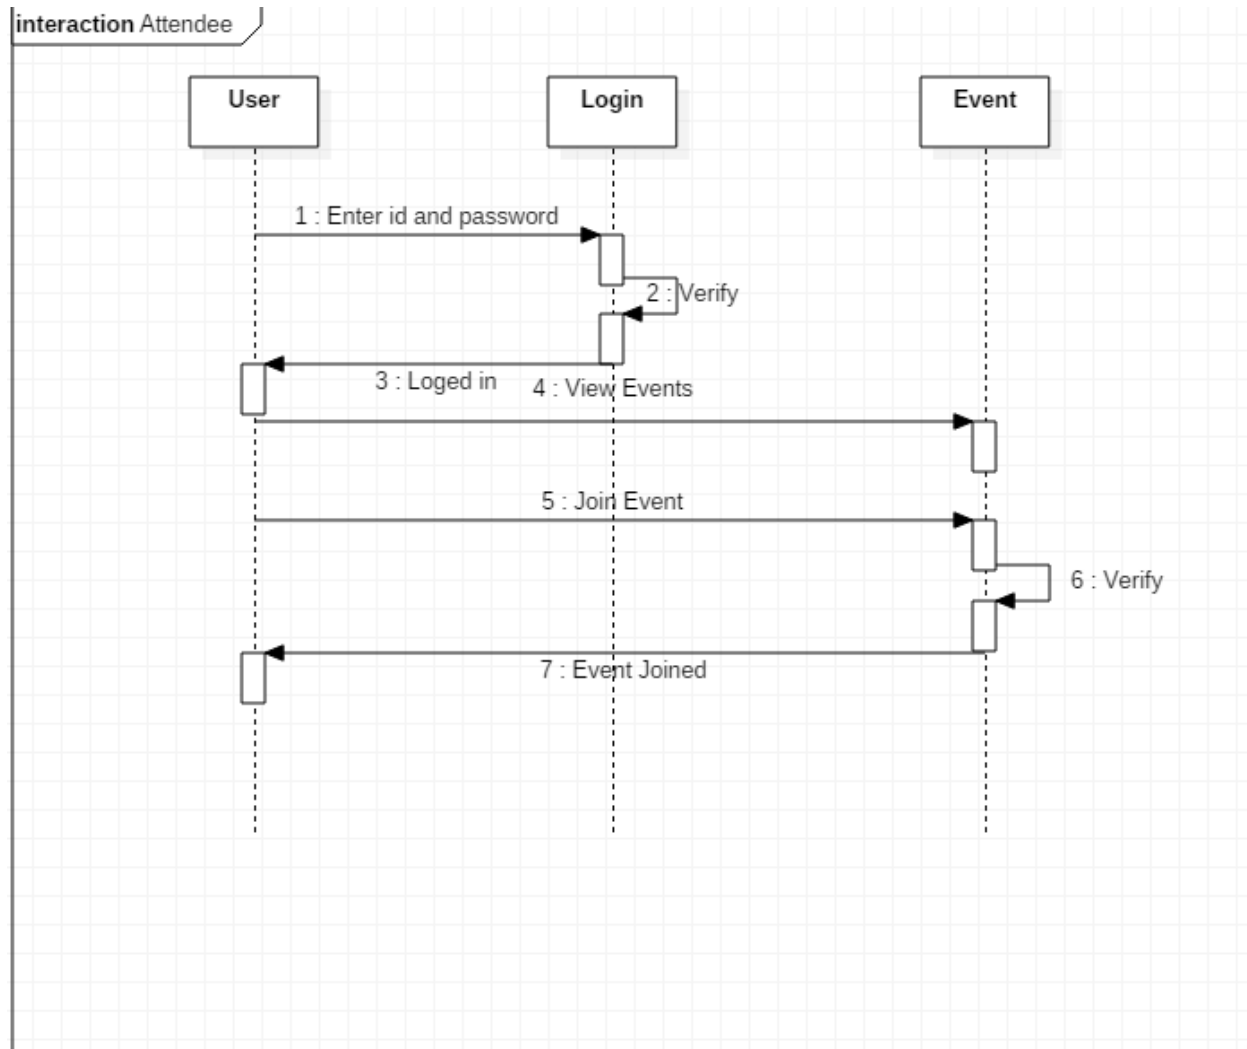 interaction Attendee
User
Login
Event
1 : Enter id and password
2 : Verify
3 : Loged in
4 : View Events
5 : Join Event
6 : Verify
7 : Event Joined